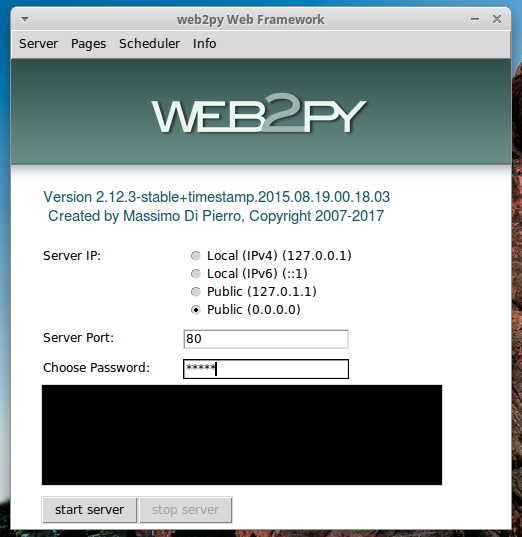 web2py Web Framework
Server Pages Scheduler Info
WEB2PY
Version 2.12.3-stable+timestamp.2015.08.19.00.18.03
Created by Massimo Di Pierro, Copyright 2007-2017
Server IP: Local (IPv4) (127.0.0.1)
Local (IPv6) (::1)
Public (127.0.1.1)
Public (0.0.0.0)
Server Port: 80
Choose Password: *****
start server stop server